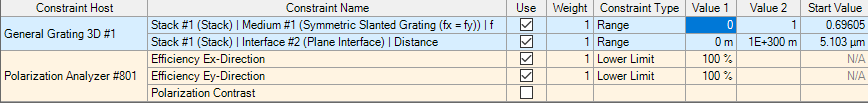 Constraint Host Constraint Name Use Weight Constraint Type Value 1 Value 2 Start Value
General Grating 3D #1 Stack #1 (Stack) | Medium #1 (Symmetric Slanted Grating (fx = fy)) | f 1 Range 0 1 0.69605
Stack #1 (Stack) | Interface #2 (Plane Interface) | Distance 1 Range 0 m 1E+300 m 5.103 µm
Polarization Analyzer #801 Efficiency Ex-Direction 1 Lower Limit 100 % N/A
Efficiency Ey-Direction 1 Lower Limit 100 % N/A
Polarization Contrast